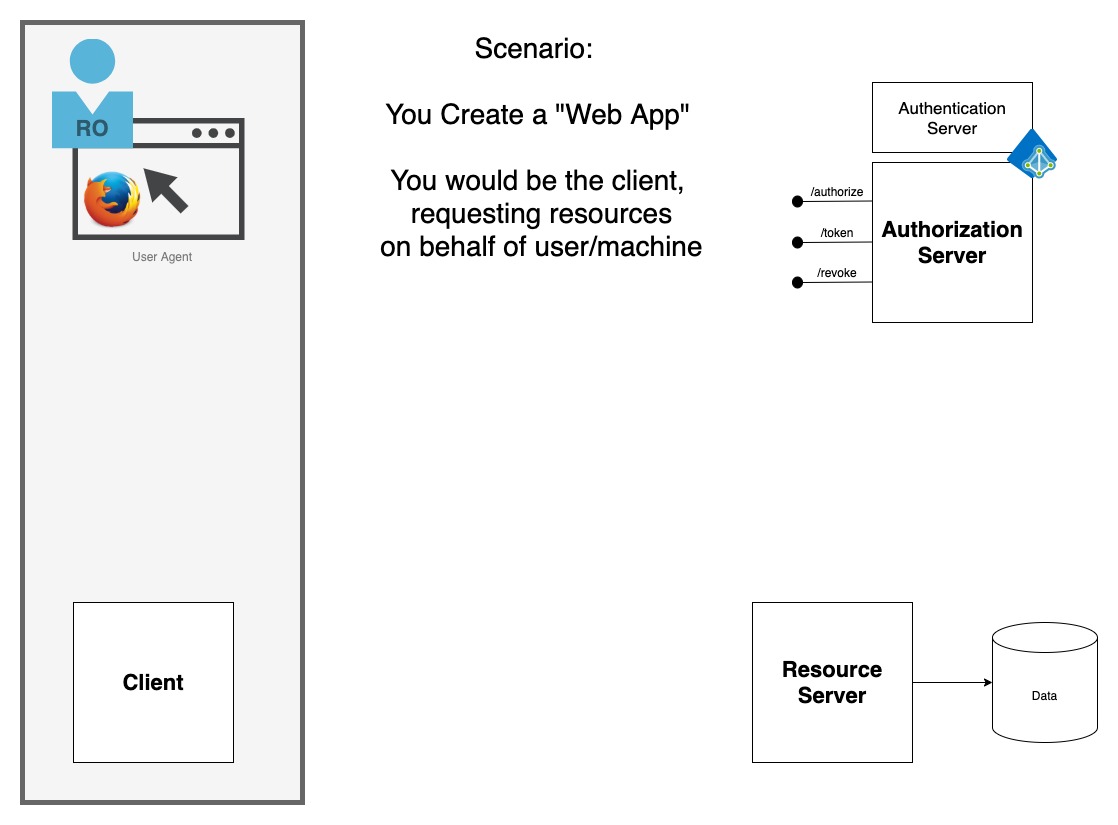 RO
User Agent
Scenario:
You Create a "Web App"
You would be the client,
requesting resources
on behalf of user/machine
Authentication
Server
/authorize
/token
/revoke
Authorization
Server
Client
Resource
Server
Data